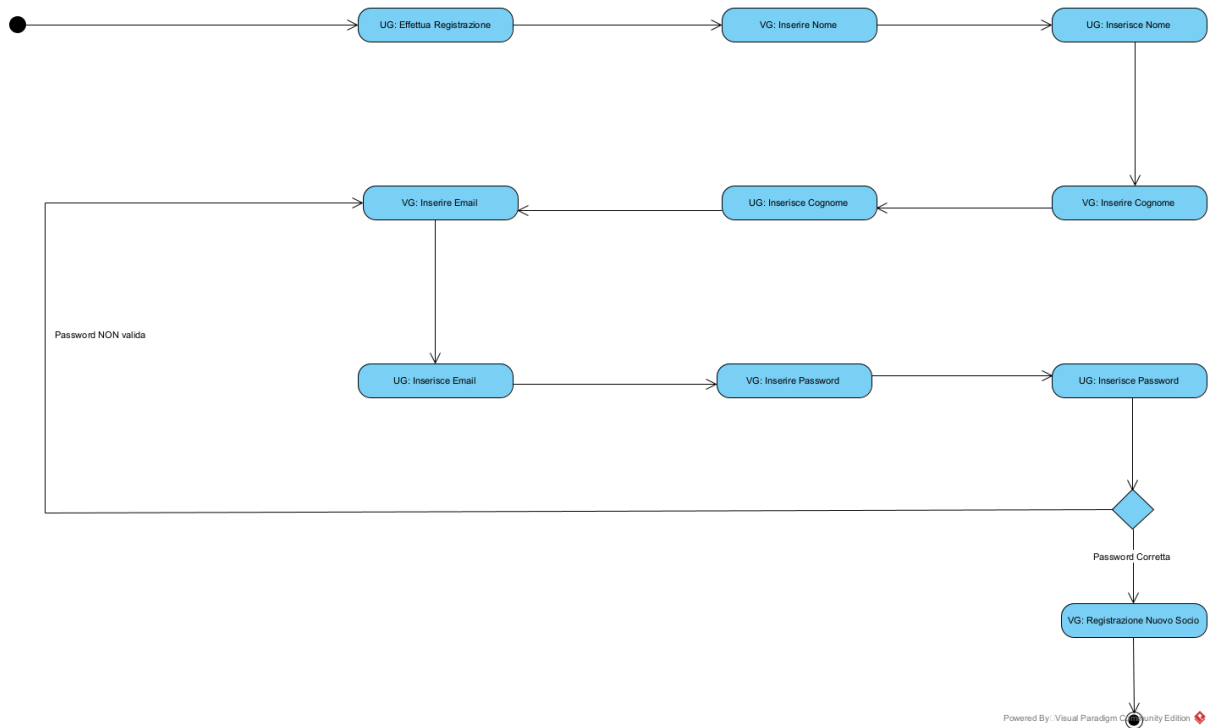 UG: Effettua Registrazione
VG: Inserire Nome
UG: Inserisce Nome
VG: Inserire Email
UG: Inserisce Cognome
VG: Inserire Cognome
Password NON valida
UG: Inserisce Email
VG: Inserire Password
UG: Inserisce Password
Password Corretta
VG: Registrazione Nuovo Socio
Powered By Visual Paradigm Community Edition